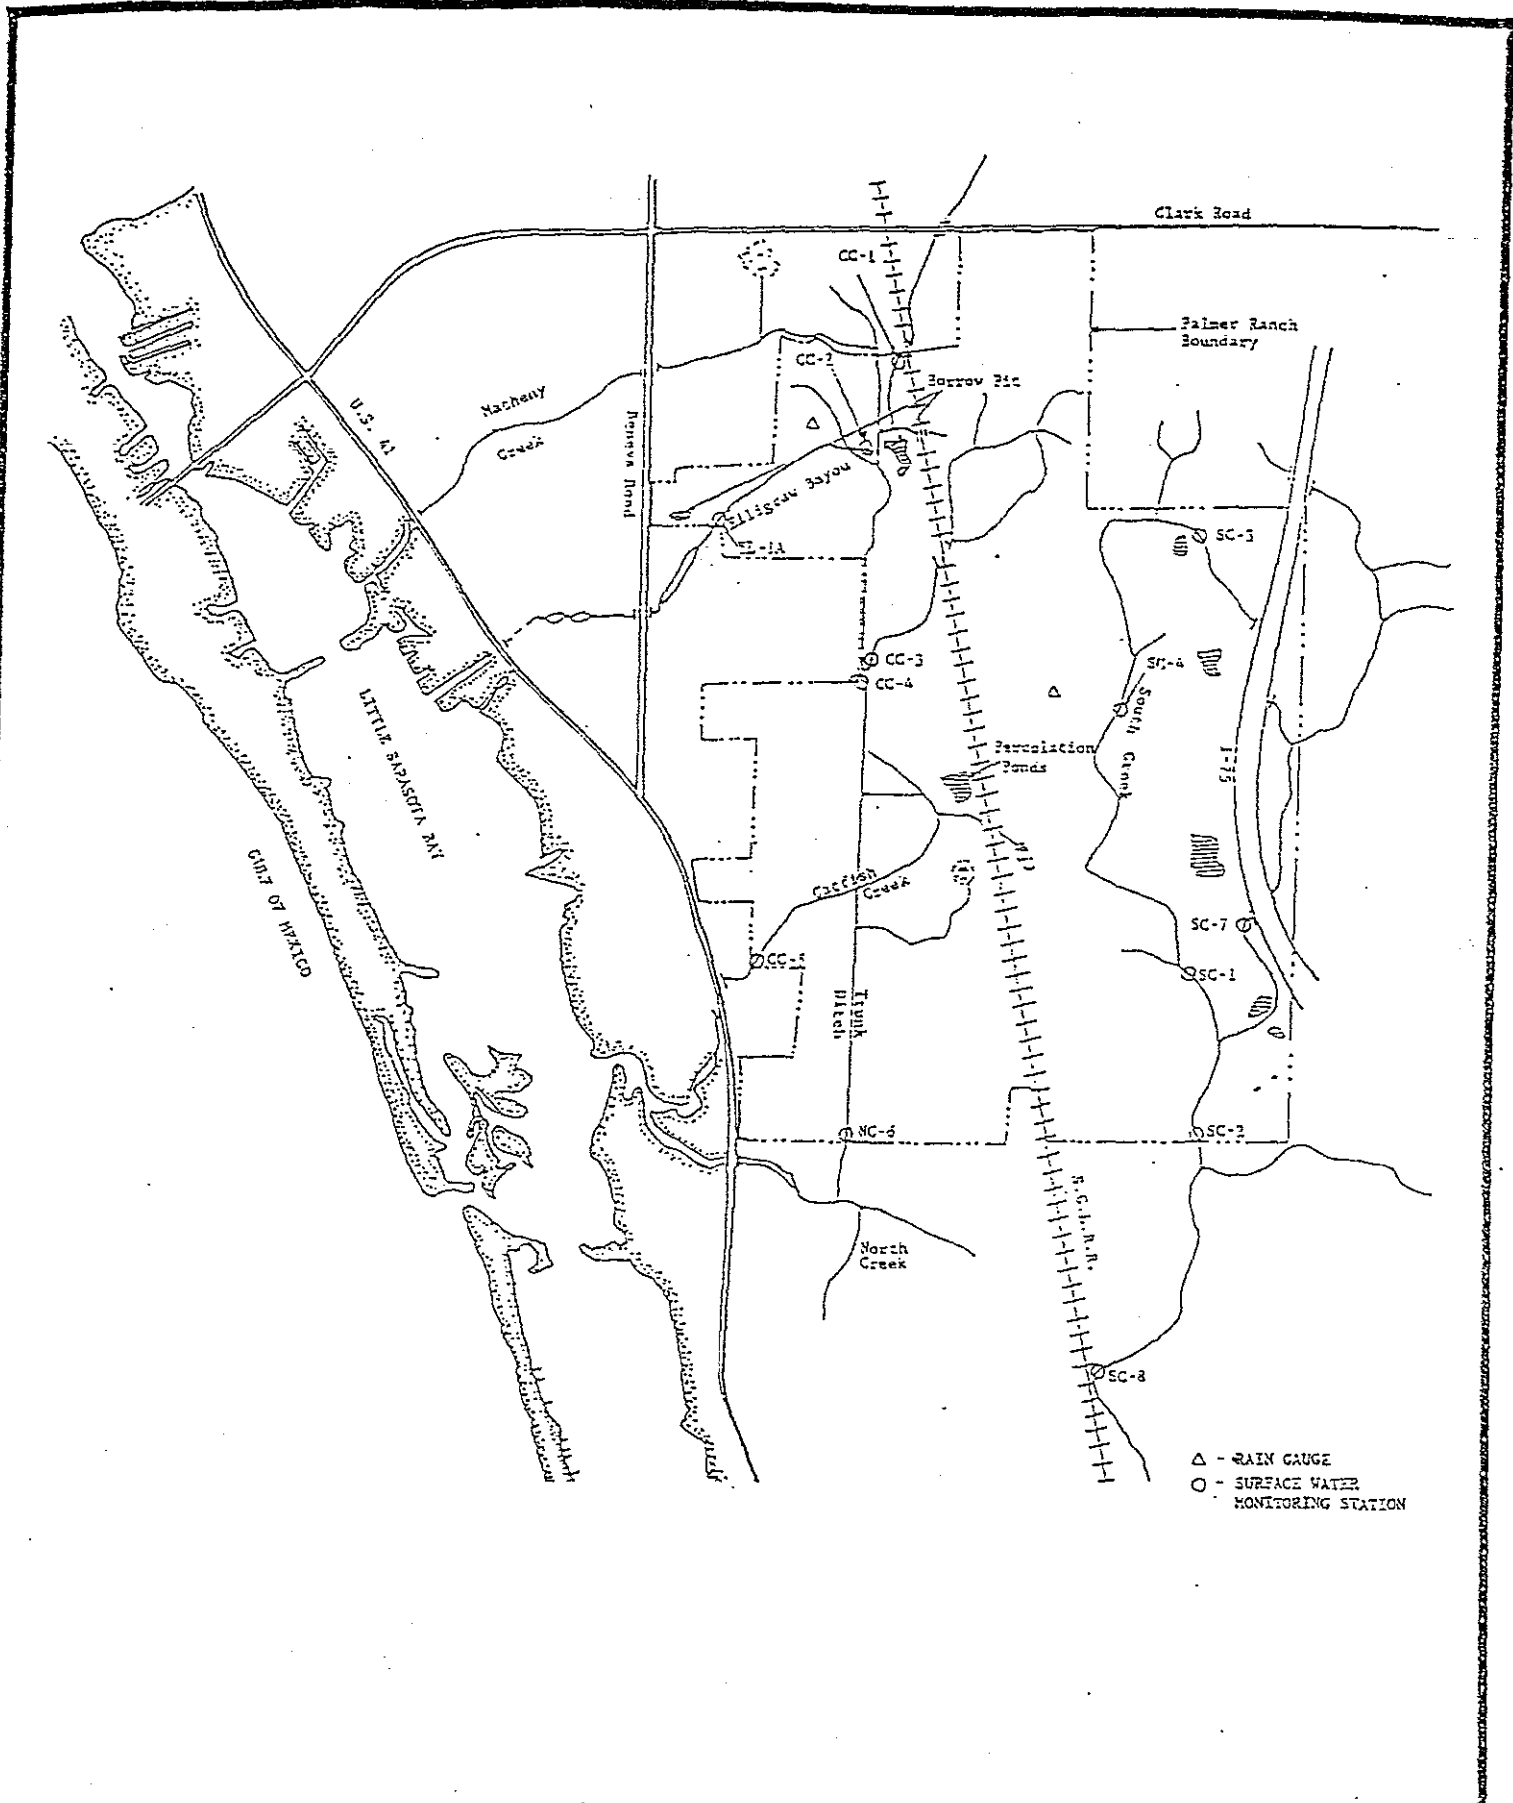 Clark Road
CC-1
Palmer Ranch
Boundary
CC-2
Borrow Pit
U.S. 41
Matheny
Creek
Beneva Road
Elligraw Bayou
EL-1A
SC-5
CC-3
CC-4
SC-4
South Creek
I-75
LITTLE SARASOTA BAY
Percolation
Ponds
GULF OF MEXICO
Catfish
Creek
SC-7
CC-5
SC-1
Trunk
Ditch
NC-6
SC-2
S.C.L.R.R.
North
Creek
SC-8
△ - RAIN GAUGE
○ - SURFACE WATER
MONITORING STATION